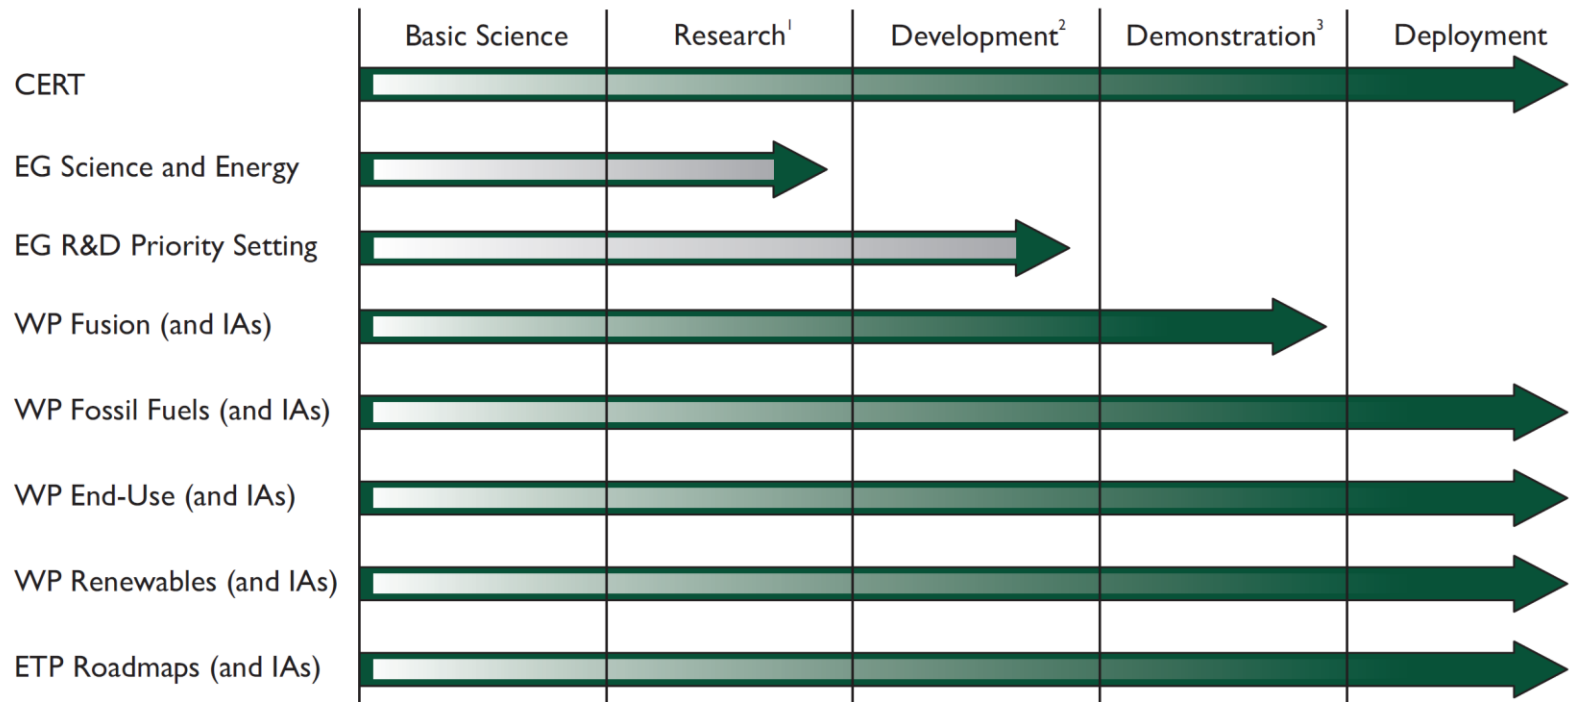 Basic Science Research¹ Development² Demonstration³ Deployment
CERT
EG Science and Energy
EG R&D Priority Setting
WP Fusion (and IAs)
WP Fossil Fuels (and IAs)
WP End-Use (and IAs)
WP Renewables (and IAs)
ETP Roadmaps (and IAs)